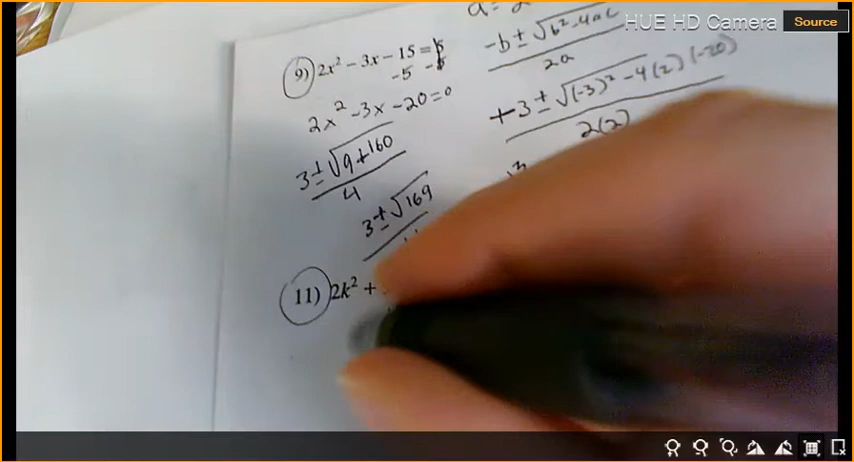 HUE HD Camera
Source
9) 2x² - 3x - 15 = 5
-5 -5
2x² - 3x - 20 = 0
3 ± √9 + 160
4
3 ± √169
a = 2
-b ± √b² - 4ac
2a
+3 ± √(-3)² - 4(2)(-20)
2(2)
11) 2k² +